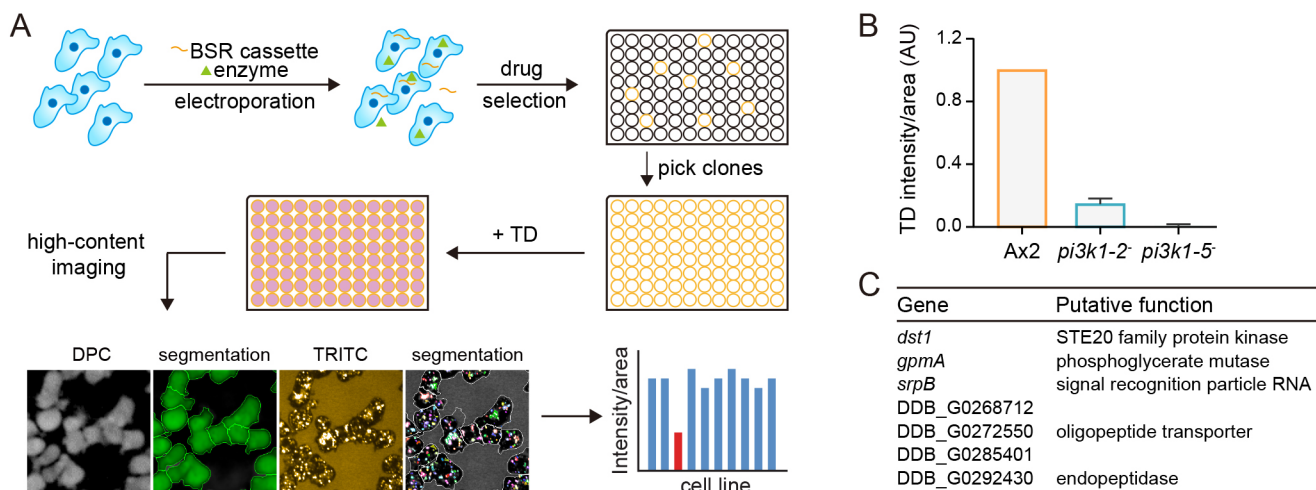 A
BSR cassette
enzyme
electroporation
drug
selection
pick clones
+ TD
high-content
imaging
DPC
segmentation
TRITC
segmentation
Intensity/area
cell line
B
TD intensity/area (AU)
1.2
0.8
0.4
0.0
Ax2
pi3k1-2⁻
pi3k1-5⁻
C
Gene Putative function
dst1 STE20 family protein kinase
gpmA phosphoglycerate mutase
srpB signal recognition particle RNA
DDB_G0268712
DDB_G0272550 oligopeptide transporter
DDB_G0285401
DDB_G0292430 endopeptidase